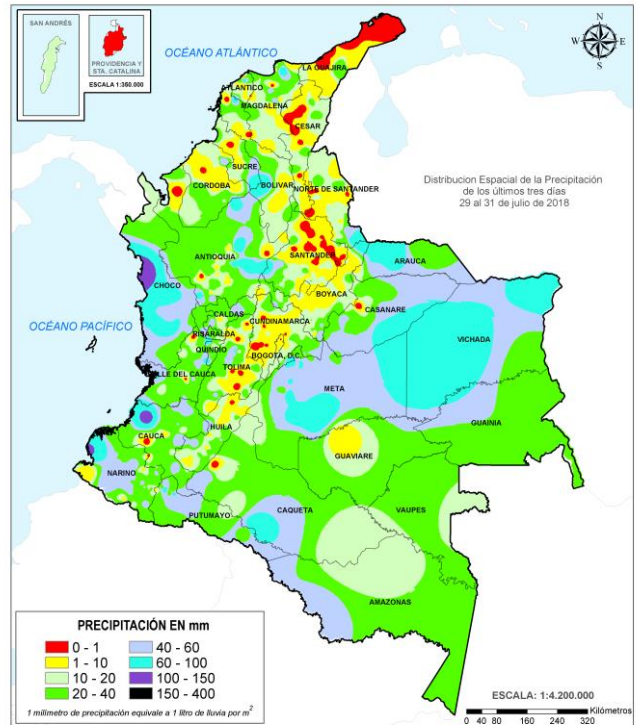 SAN ANDRÉS
PROVIDENCIA Y
STA. CATALINA
ESCALA 1:350.000
OCÉANO ATLÁNTICO
N
W E
S
LA GUAJIRA
ATLANTICO
MAGDALENA
CESAR
SUCRE
CORDOBA
BOLIVAR
NORTE DE SANTANDER
Distribucion Espacial de la Precipitación
de los últimos tres días
29 al 31 de julio de 2018
ANTIOQUIA
SANTANDER
ARAUCA
CHOCO
BOYACA
CASANARE
OCÉANO PACÍFICO
CALDAS
CUNDINAMARCA
RISARALDA
VICHADA
QUINDIO
BOGOTA, D.C.
TOLIMA
VALLE DEL CAUCA
META
GUAINIA
HUILA
CAUCA
GUAVIARE
NARINO
PUTUMAYO
CAQUETA
VAUPES
AMAZONAS
PRECIPITACIÓN EN mm
0 - 1 40 - 60
1 - 10 60 - 100
10 - 20 100 - 150
20 - 40 150 - 400
1 milimetro de precipitación equivale a 1 litro de lluvia por m²
ESCALA: 1:4.200.000
Kilómetros
0 40 80 160 240 320